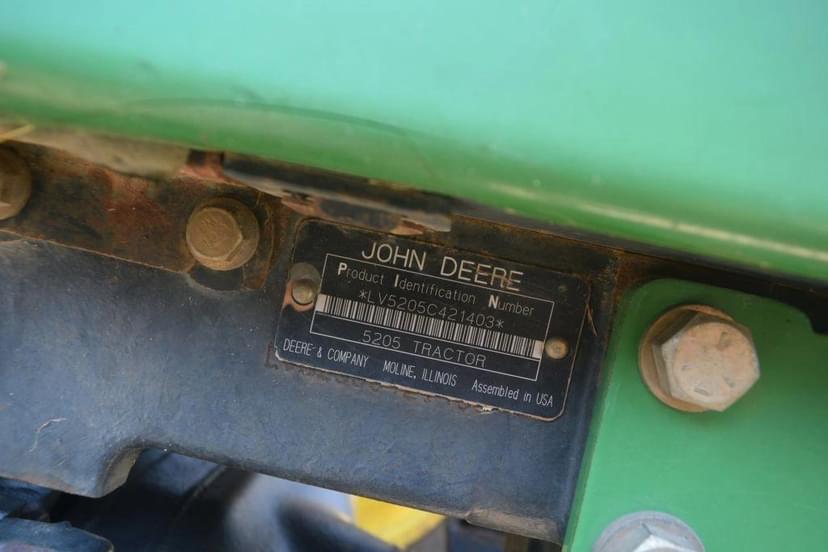 JOHN DEERE
Product Identification Number
*LV5205C421403*
5205 TRACTOR
DEERE & COMPANY MOLINE, ILLINOIS Assembled in USA